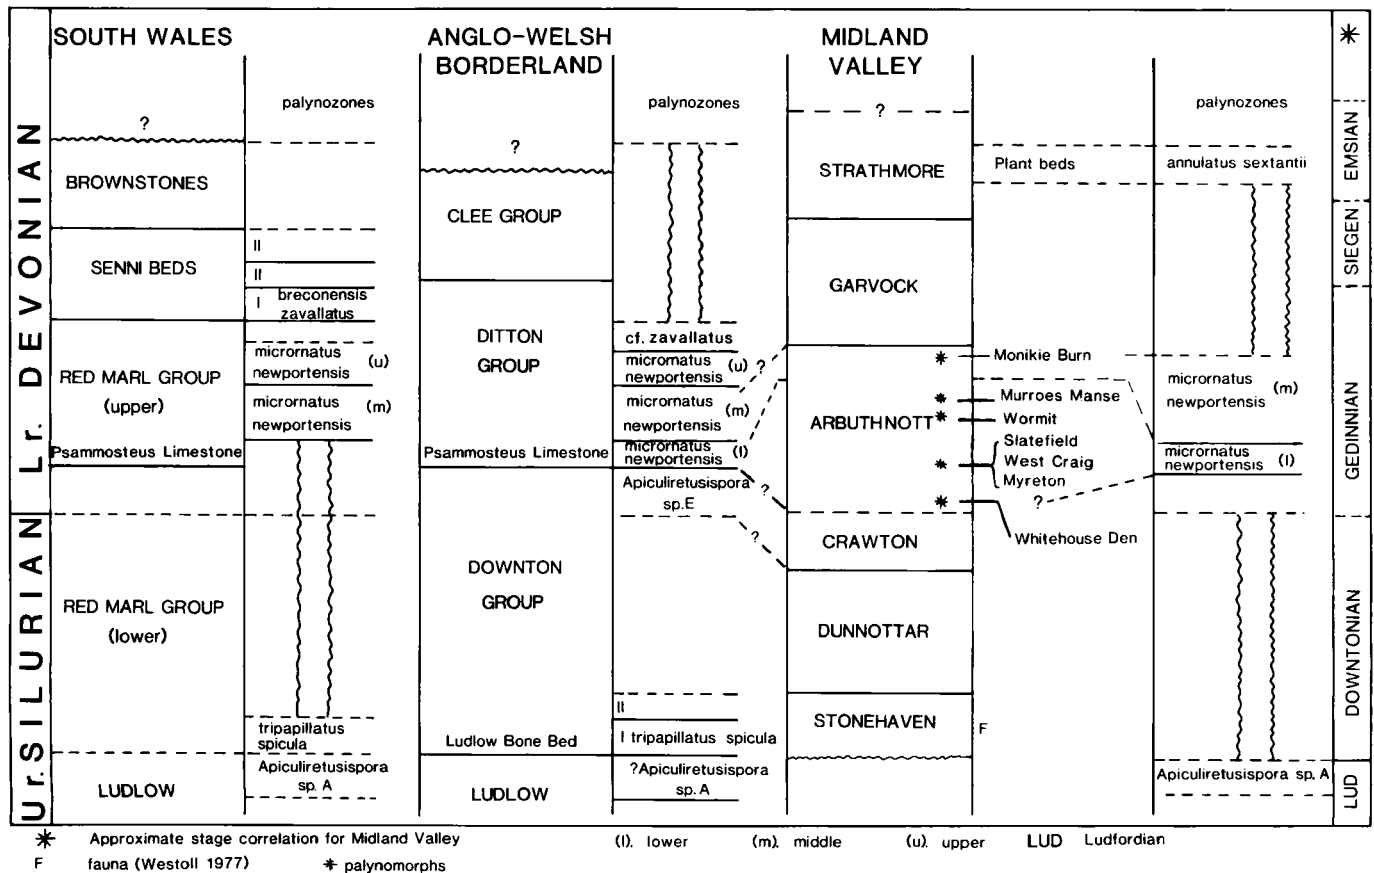 SOUTH WALES
ANGLO-WELSH
BORDERLAND
MIDLAND
VALLEY
*
Lr. DEVONIAN
Ur. SILURIAN
?
BROWNSTONES
SENNI BEDS
RED MARL GROUP
(upper)
Psammosteus Limestone
RED MARL GROUP
(lower)
LUDLOW
palynozones
II
II
I breconensis
zavallatus
micrornatus (u)
newportensis
micrornatus (m)
newportensis
tripapillatus
spicula
Apiculiretusispora
sp. A
?
CLEE GROUP
DITTON
GROUP
Psammosteus Limestone
DOWNTON
GROUP
Ludlow Bone Bed
LUDLOW
palynozones
cf. zavallatus
micrornatus (u)
newportensis
micrornatus (m)
newportensis
micrornatus (l)
newportensis
Apiculiretusispora
sp.E
II
I tripapillatus spicula
?Apiculiretusispora
sp. A
?
?
?
?
STRATHMORE
GARVOCK
ARBUTHNOTT
CRAWTON
DUNNOTTAR
STONEHAVEN
*
*
*
*
*
Plant beds
Monikie Burn
Murroes Manse
Wormit
Slatefield
West Craig
Myreton
?
Whitehouse Den
F
palynozones
annulatus sextantii
micrornatus (m)
newportensis
micrornatus (l)
newportensis
Apiculiretusispora sp. A
EMSIAN
SIEGEN
GEDINNIAN
DOWNTONIAN
LUD
* Approximate stage correlation for Midland Valley (l). lower (m). middle (u). upper LUD Ludfordian
F fauna (Westoll 1977) * palynomorphs